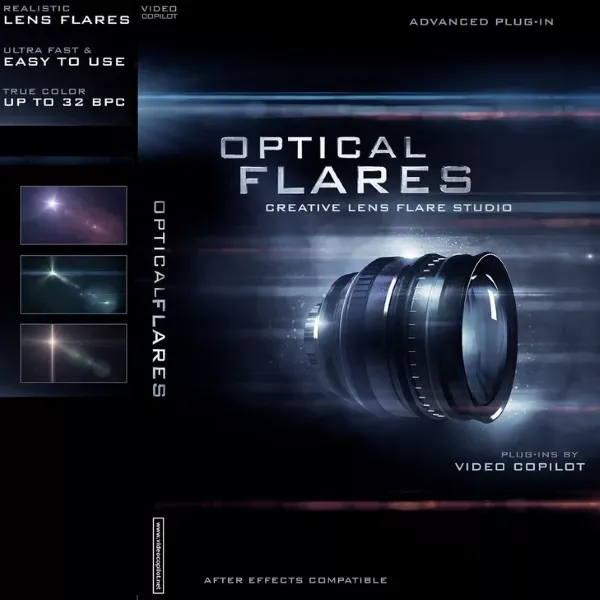 REALISTIC
LENS FLARES
ULTRA FAST &
EASY TO USE
TRUE COLOR
UP TO 32 BPC
VIDEO
COPILOT
OPTICALFLARES
www.videocopilot.net
ADVANCED PLUG-IN
OPTICAL
FLARES
CREATIVE LENS FLARE STUDIO
PLUG-INS BY
VIDEO COPILOT
AFTER EFFECTS COMPATIBLE